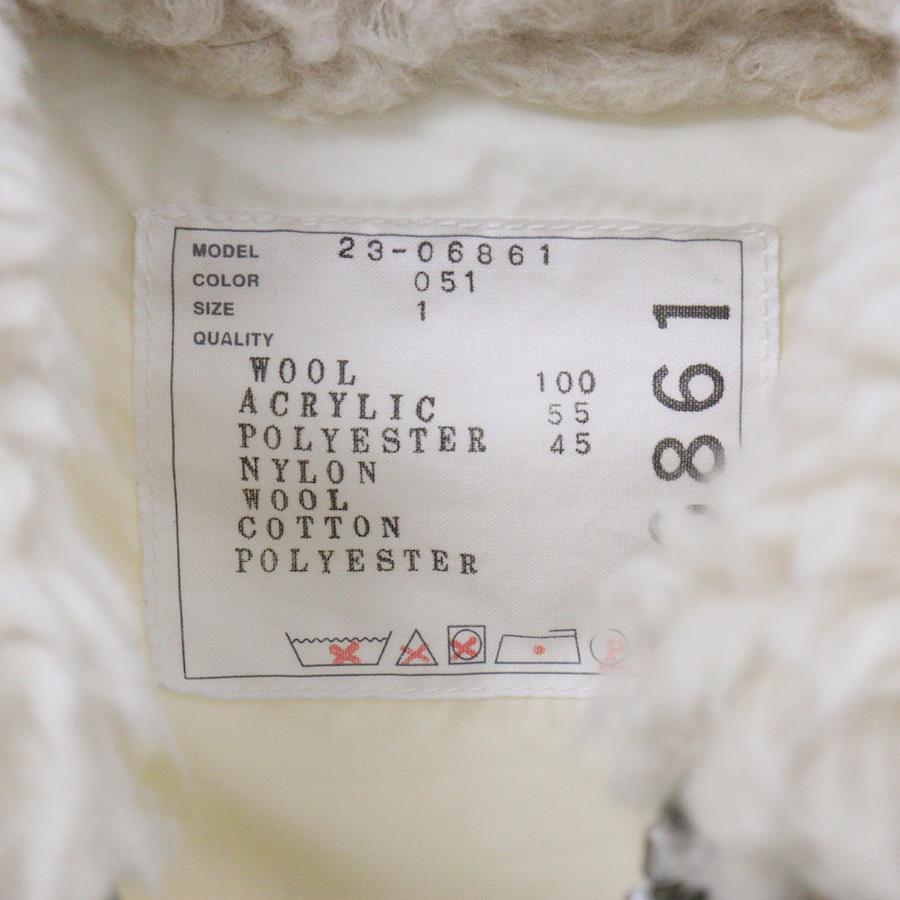 MODEL 23-06861
COLOR 051
SIZE 1
QUALITY
WOOL 100
ACRYLIC 55
POLYESTER 45
NYLON
WOOL
COTTON
POLYESTER
P
861